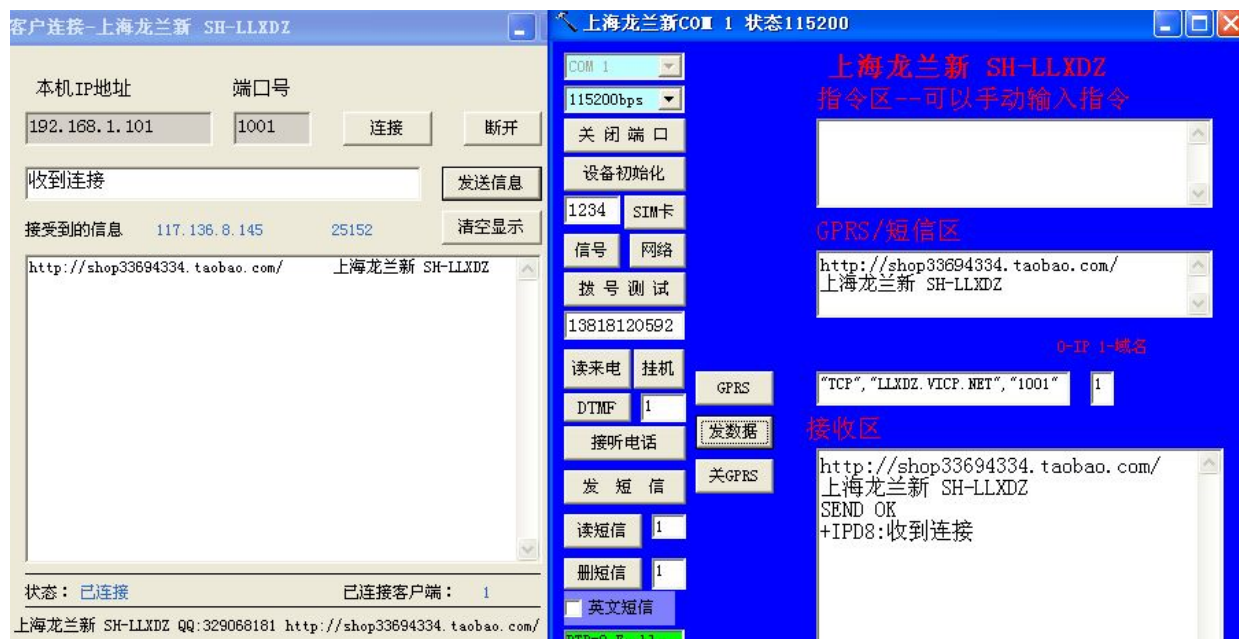 客户连接-上海龙兰新 SH-LLXDZ
本机IP地址 端口号
192.168.1.101 1001 连接 断开
收到连接 发送信息
接受到的信息 117.136.8.145 25152 清空显示
http://shop33694334.taobao.com/ 上海龙兰新 SH-LLXDZ
状态：已连接 已连接客户端： 1
上海龙兰新 SH-LLXDZ QQ:329068181 http://shop33694334.taobao.com/
上海龙兰新COM 1 状态115200
COM 1
115200bps
关闭端口
设备初始化
1234 SIM卡
信号 网络
拨号测试
13818120592
读来电 挂机
DTMF 1
接听电话
发短信
读短信 1
删短信 1
英文短信
GPRS
发数据
关GPRS
上海龙兰新 SH-LLXDZ
指令区--可以手动输入指令
GPRS/短信区
http://shop33694334.taobao.com/
上海龙兰新 SH-LLXDZ
0-IP 1-域名
"TCP","LLXDZ.VICP.NET","1001" 1
接收区
http://shop33694334.taobao.com/
上海龙兰新 SH-LLXDZ
SEND OK
+IPD8:收到连接